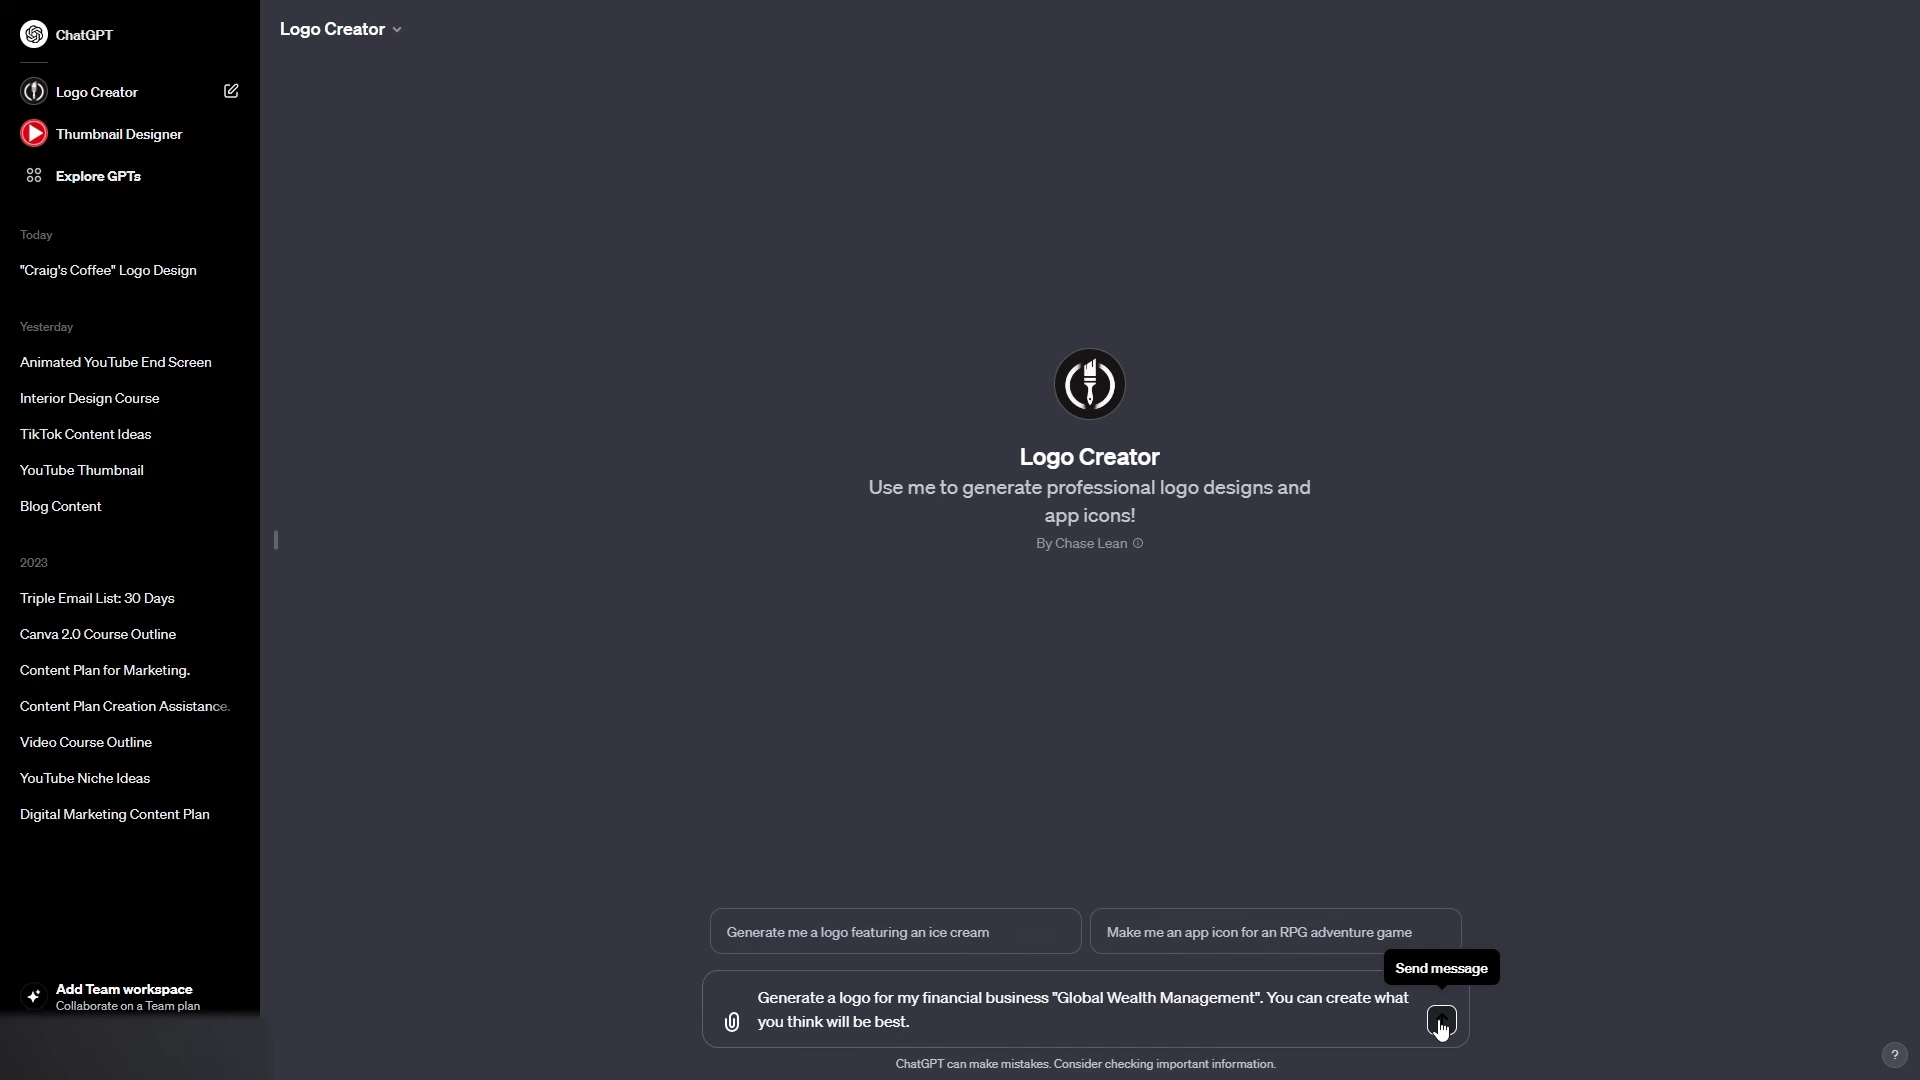 ChatGPT
Logo Creator
Thumbnail Designer
Explore GPTs
Today
"Craig's Coffee" Logo Design
Yesterday
Animated YouTube End Screen
Interior Design Course
TikTok Content Ideas
YouTube Thumbnail
Blog Content
2023
Triple Email List: 30 Days
Canva 2.0 Course Outline
Content Plan for Marketing.
Content Plan Creation Assistance.
Video Course Outline
YouTube Niche Ideas
Digital Marketing Content Plan
Add Team workspace
Collaborate on a Team plan
Logo Creator
Logo Creator
Use me to generate professional logo designs and
app icons!
By Chase Lean
Generate me a logo featuring an ice cream
Make me an app icon for an RPG adventure game
Send message
Generate a logo for my financial business "Global Wealth Management". You can create what
you think will be best.
ChatGPT can make mistakes. Consider checking important information.
?